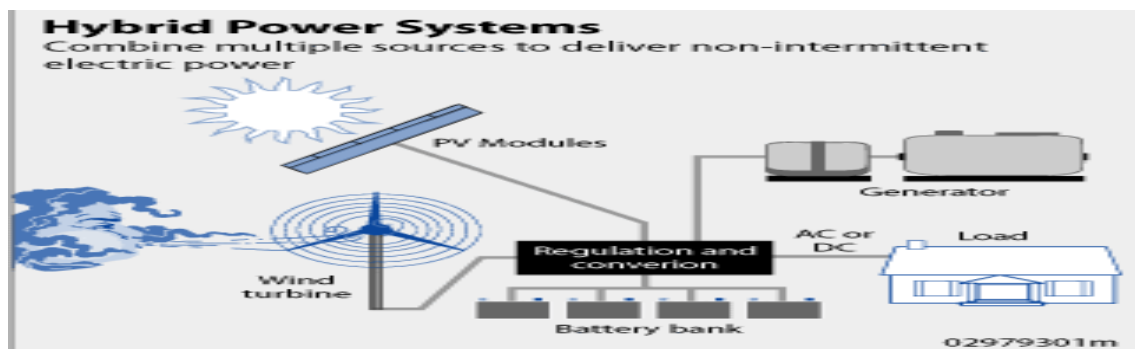 Hybrid Power Systems
Combine multiple sources to deliver non-intermittent
electric power
PV Modules
Generator
Regulation and
converion
AC or
DC
Load
Wind
turbine
Battery bank
02979301m